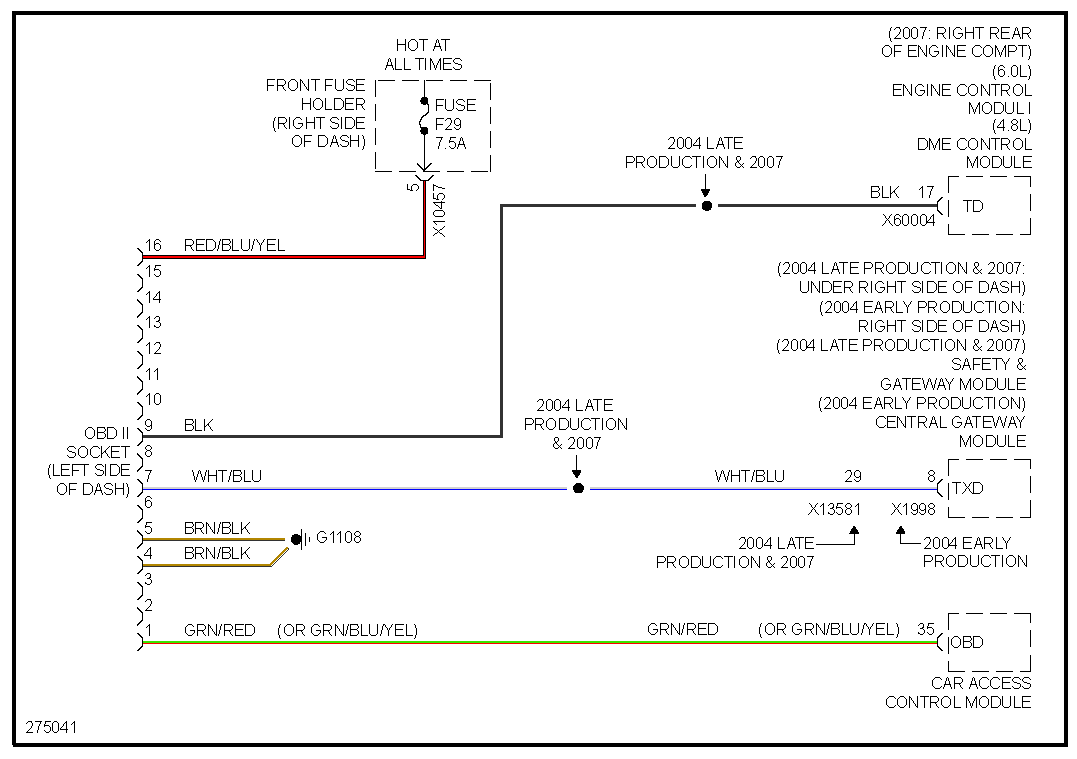 HOT AT
ALL TIMES
FRONT FUSE
HOLDER
(RIGHT SIDE
OF DASH)
FUSE
F29
7.5A
5
X10457
2004 LATE
PRODUCTION & 2007
(2007: RIGHT REAR
OF ENGINE COMPT)
(6.0L)
ENGINE CONTROL
MODUL I
(4.8L)
DME CONTROL
MODULE
BLK 17
X60004
TD
16 RED/BLU/YEL
15
14
13
12
11
10
9 BLK
8
7 WHT/BLU
6
5 BRN/BLK
4 BRN/BLK
3
2
1 GRN/RED (OR GRN/BLU/YEL)
OBD II
SOCKET
(LEFT SIDE
OF DASH)
G1108
2004 LATE
PRODUCTION
& 2007
(2004 LATE PRODUCTION & 2007:
UNDER RIGHT SIDE OF DASH)
(2004 EARLY PRODUCTION:
RIGHT SIDE OF DASH)
(2004 LATE PRODUCTION & 2007)
SAFETY &
GATEWAY MODULE
(2004 EARLY PRODUCTION)
CENTRAL GATEWAY
MODULE
WHT/BLU 29 8
TXD
X13581 X1998
2004 LATE
PRODUCTION & 2007
2004 EARLY
PRODUCTION
GRN/RED (OR GRN/BLU/YEL) 35
OBD
CAR ACCESS
CONTROL MODULE
275041